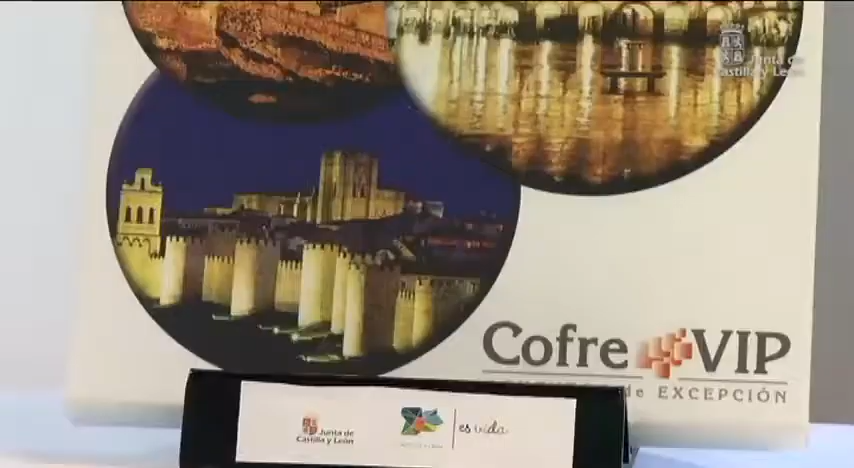 Junta de
Castilla y León
Cofre VIP
de EXCEPCIÓN
Junta de
Castilla y León
es vida